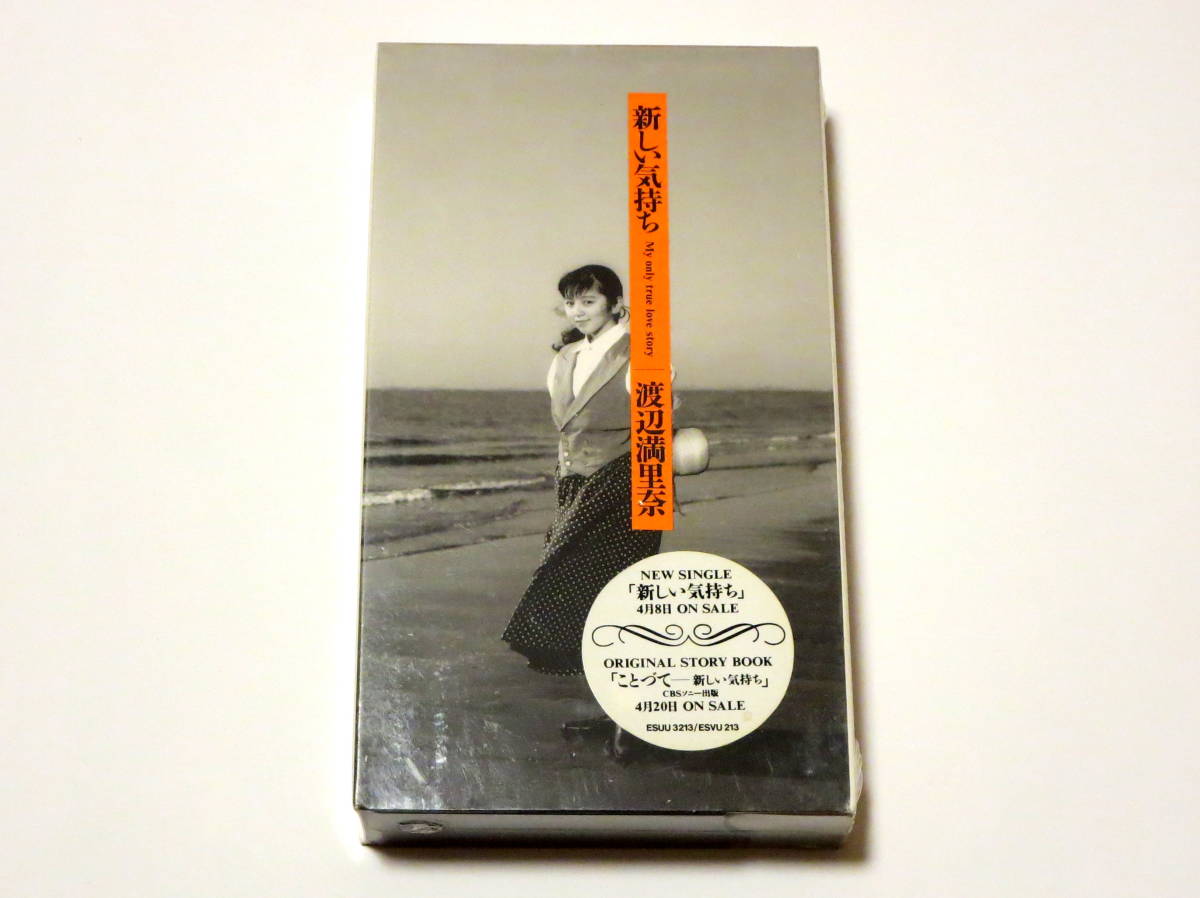 新しい気持ち
My only true love story
渡辺満里奈
NEW SINGLE
「新しい気持ち」
4月8日 ON SALE
ORIGINAL STORY BOOK
「ことづて―新しい気持ち」
CBSソニー出版
4月20日 ON SALE
ESUU 3213/ESVU 213